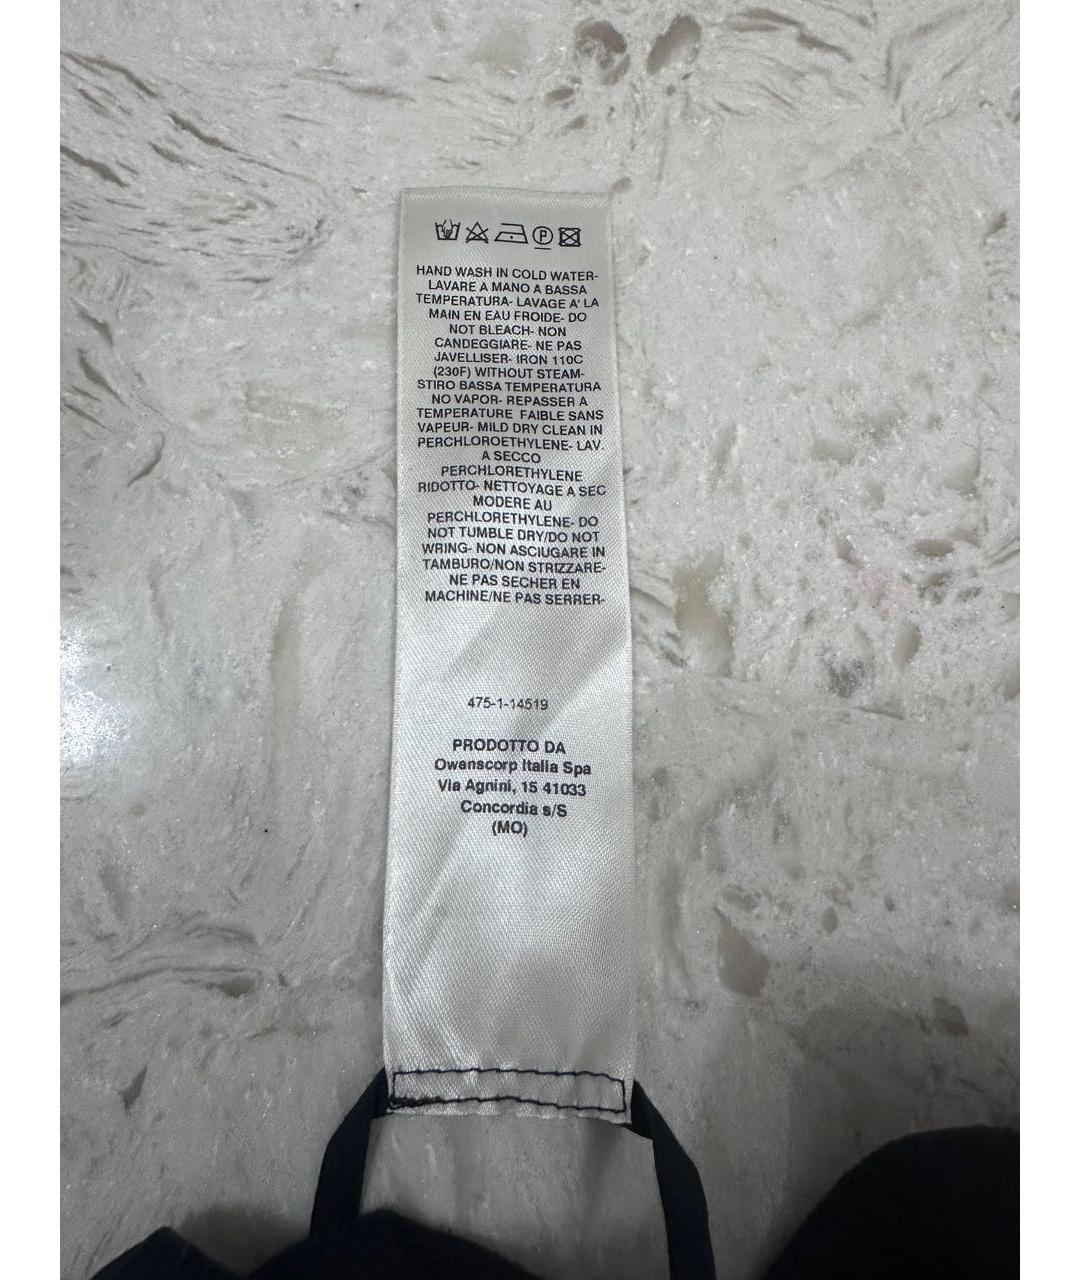 P
HAND WASH IN COLD WATER-
LAVARE A MANO A BASSA
TEMPERATURA- LAVAGE A' LA
MAIN EN EAU FROIDE- DO
NOT BLEACH- NON
CANDEGGIARE- NE PAS
JAVELLISER- IRON 110C
(230F) WITHOUT STEAM-
STIRO BASSA TEMPERATURA
NO VAPOR- REPASSER A
TEMPERATURE FAIBLE SANS
VAPEUR- MILD DRY CLEAN IN
PERCHLOROETHYLENE- LAV.
A SECCO
PERCHLORETHYLENE
RIDOTTO- NETTOYAGE A SEC
MODERE AU
PERCHLORETHYLENE- DO
NOT TUMBLE DRY/DO NOT
WRING- NON ASCIUGARE IN
TAMBURO/NON STRIZZARE-
NE PAS SECHER EN
MACHINE/NE PAS SERRER-
475-1-14519
PRODOTTO DA
Owenscorp Italia Spa
Via Agnini, 15 41033
Concordia s/S
(MO)